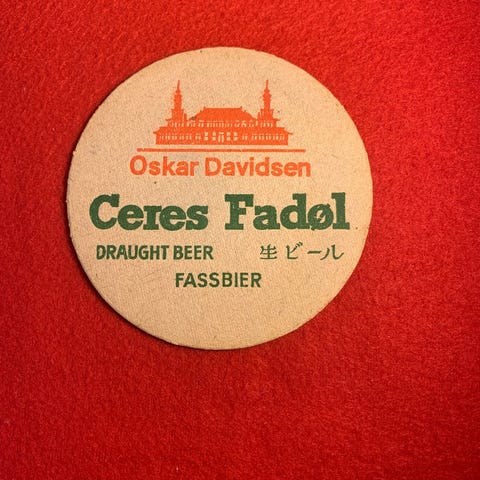 Oskar Davidsen
Ceres Fadøl
DRAUGHT BEER 生ビール
FASSBIER